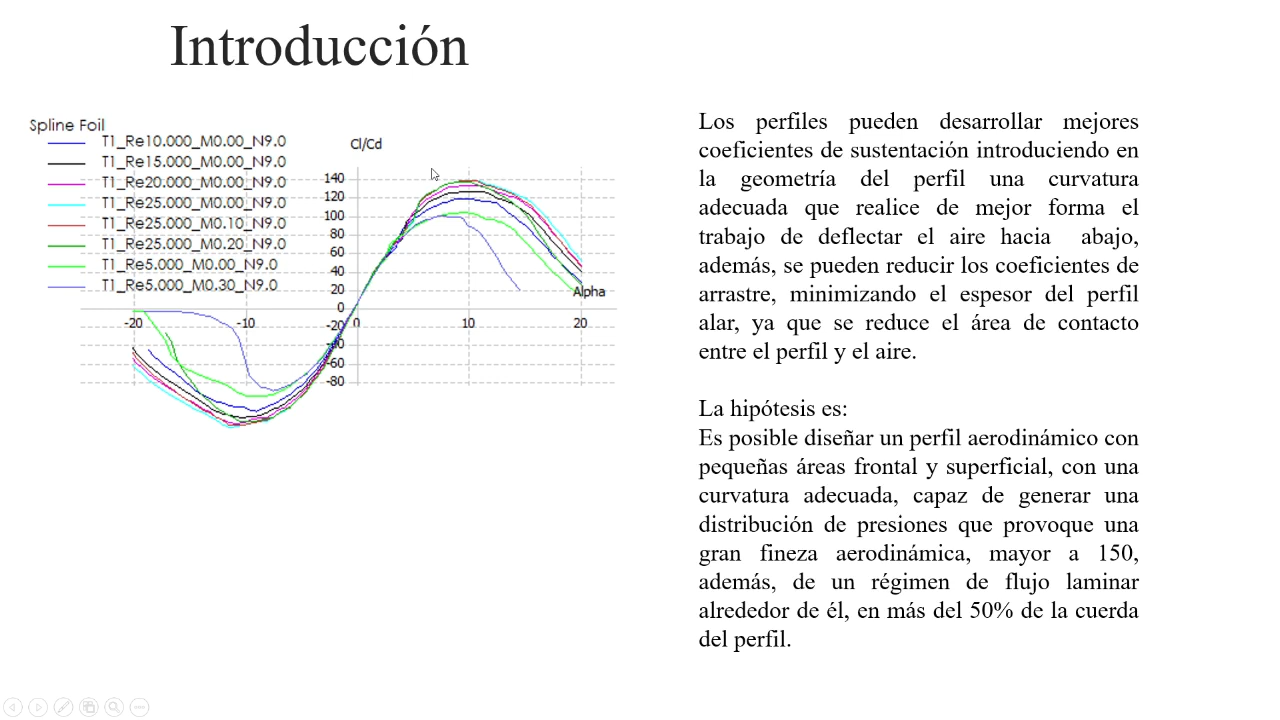 Introducción
Spline Foil
T1_Re10.000_M0.00_N9.0
T1_Re15.000_M0.00_N9.0
T1_Re20.000_M0.00_N9.0
T1_Re25.000_M0.00_N9.0
T1_Re25.000_M0.10_N9.0
T1_Re25.000_M0.20_N9.0
T1_Re5.000_M0.00_N9.0
T1_Re5.000_M0.30_N9.0
Cl/Cd
140
120
100
80
60
40
20
0
-20
-40
-60
-80
Alpha
-20
-10
0
10
20
Los perfiles pueden desarrollar mejores
coeficientes de sustentación introduciendo en
la geometría del perfil una curvatura
adecuada que realice de mejor forma el
trabajo de deflectar el aire hacia abajo,
además, se pueden reducir los coeficientes de
arrastre, minimizando el espesor del perfil
alar, ya que se reduce el área de contacto
entre el perfil y el aire.
La hipótesis es:
Es posible diseñar un perfil aerodinámico con
pequeñas áreas frontal y superficial, con una
curvatura adecuada, capaz de generar una
distribución de presiones que provoque una
gran fineza aerodinámica, mayor a 150,
además, de un régimen de flujo laminar
alrededor de él, en más del 50% de la cuerda
del perfil.